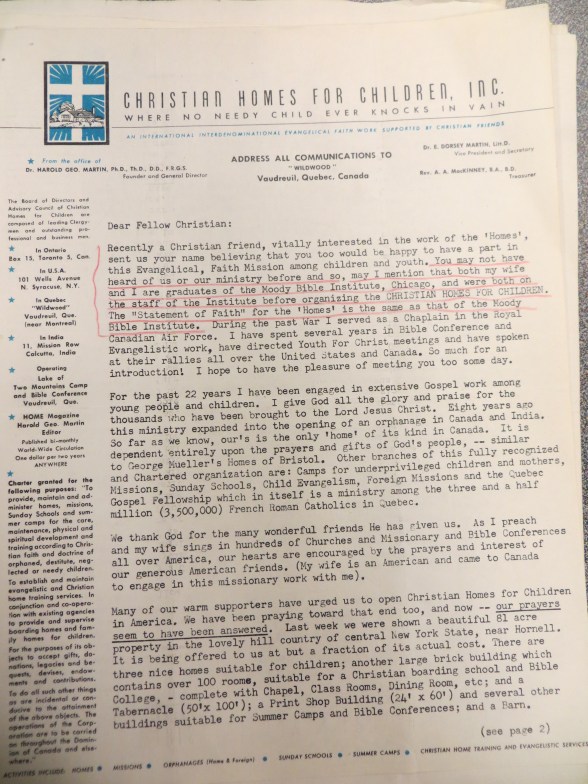 CHRISTIAN HOMES FOR CHILDREN, INC.
WHERE NO NEEDY CHILD EVER KNOCKS IN VAIN
AN INTERNATIONAL INTERDENOMINATIONAL EVANGELICAL FAITH WORK SUPPORTED BY CHRISTIAN FRIENDS
From the office of
Dr. HAROLD GEO. MARTIN, Ph.D., Th.D., D.D., F.R.G.S.
Founder and General Director
ADDRESS ALL COMMUNICATIONS TO
"WILDWOOD"
Vaudreuil, Quebec, Canada
Dr. E. DORSEY MARTIN, Litt.D.
Vice President and Secretary
Rev. A. A. MacKINNEY, B.A., B.D.
Treasurer
The Board of Directors and
Advisory Council of Christian
Homes for Children are
composed of leading Clergy-
men and outstanding pro-
fessional and business men.
In Ontario
Box 15, Toronto 5, Can
In U.S.A.
101 Wells Avenue
N. Syracuse, N.Y.
In Quebec
"Wildwood"
Vaudreuil, Que.
(near Montreal)
In India
11, Mission Row
Calcutta, India
Operating
Lake of
Two Mountains Camp
and Bible Conference
Vaudreuil, Que.
HOME Magazine
Harold Geo. Martin
Editor
Published bi-monthly
World-Wide Circulation
One dollar per two years
ANYWHERE
Charter granted for the
following purposes: "To
provide, maintain and ad-
minister homes, missions,
Sunday Schools and sum-
mer camps for the care,
maintenance, physical and
spiritual development and
training according to Chris-
tian faith and doctrine of
orphaned, destitute, neg-
lected or needy children.
To establish and maintain
evangelistic and Christian
home training services. In
conjunction and co-opera-
tion with existing agencies
to provide and supervise
boarding homes and fam-
ily homes for children.
For the purposes of its ob-
jects to accept gifts, do-
nations, legacies and be-
quests, devises, endow-
ments and contributions.
To do all such other things
as are incidental or con-
ducive to the attainment
of the above objects. The
operations of the Corp-
oration are to be carried
on throughout the Domin-
ion of Canada and else-
where."
Dear Fellow Christian:
Recently a Christian friend, vitally interested in the work of the 'Homes',
sent us your name believing that you too would be happy to have a part in
this Evangelical, Faith Mission among children and youth. You may not have
heard of us or our ministry before and so, may I mention that both my wife
and I are graduates of the Moody Bible Institute, Chicago, and were both on
the staff of the Institute before organizing the CHRISTIAN HOMES FOR CHILDREN.
The "Statement of Faith" for the 'Homes' is the same as that of the Moody
Bible Institute. During the past War I served as a Chaplain in the Royal
Canadian Air Force. I have spent several years in Bible Conference and
Evangelistic work, have directed Youth For Christ meetings and have spoken
at their rallies all over the United States and Canada. So much for an
introduction! I hope to have the pleasure of meeting you too some day.
For the past 22 years I have been engaged in extensive Gospel work among
young people and children. I give God all the glory and praise for the
thousands who have been brought to the Lord Jesus Christ. Eight years ago
this ministry expanded into the opening of an orphanage in Canada and India.
So far as we know, our's is the only 'home' of its kind in Canada. It is
dependent entirely upon the prayers and gifts of God's people, -- similar
to George Mueller's Homes of Bristol. Other branches of this fully recognized
and Chartered organization are: Camps for underprivileged children and mothers,
Missions, Sunday Schools, Child Evangelism, Foreign Missions and the Quebec
Gospel Fellowship which in itself is a ministry among the three and a half
million (3,500,000) French Roman Catholics in Quebec.
We thank God for the many wonderful friends He has given us. As I preach
and my wife sings in hundreds of Churches and Missionary and Bible Conferences
all over America, our hearts are encouraged by the prayers and interest of
our generous American friends. (My wife is an American and came to Canada
to engage in this missionary work with me).
Many of our warm supporters have urged us to open Christian Homes for Children
in America. We have been praying toward that end too, and now -- our prayers
seem to have been answered. Last week we were shown a beautiful 81 acre
property in the lovely hill country of central New York State, near Hornell.
It is being offered to us at but a fraction of its actual cost. There are
three nice homes suitable for children; another large brick building which
contains over 100 rooms, suitable for a Christian boarding school and Bible
College, - complete with Chapel, Class Rooms, Dining Room, etc; and a
Tabernacle (50'x 100'); a Print Shop Building (24' x 60') and several other
buildings suitable for Summer Camps and Bible Conferences; and a Barn.
(see page 2)
ACTIVITIES INCLUDE: HOMES MISSIONS ORPHANAGES (Home & Foreign) SUNDAY SCHOOLS SUMMER CAMPS CHRISTIAN HOME TRAINING AND EVANGELISTIC SERVICES